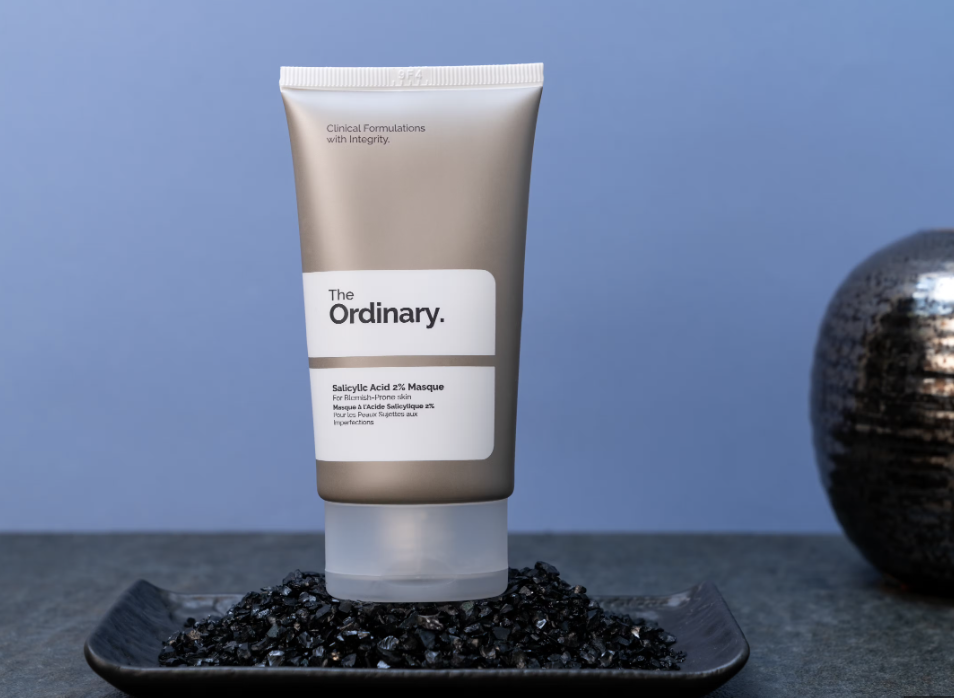 Clinical Formulations
with Integrity.
The
Ordinary.
Salicylic Acid 2% Masque
For Blemish-Prone skin
Masque à l'Acide Salicylique 2%
Pour les Peaux Sujettes aux
Imperfections